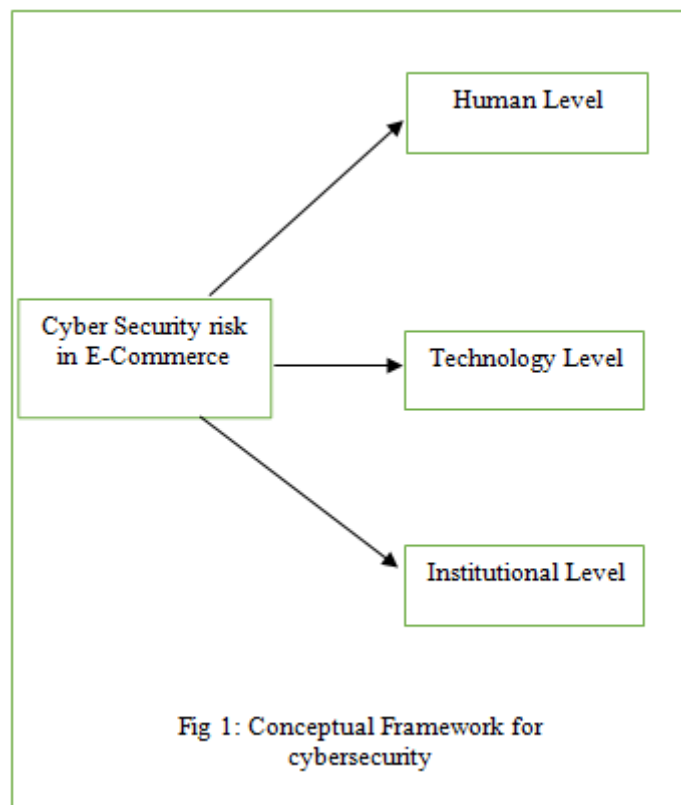 Human Level
Cyber Security risk
in E-Commerce
Technology Level
Institutional Level
Fig 1: Conceptual Framework for
cybersecurity